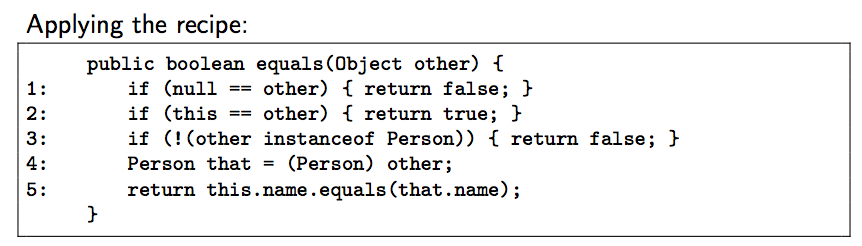 Applying the recipe:
public boolean equals(Object other) {
1: if (null == other) { return false; }
2: if (this == other) { return true; }
3: if (!(other instanceof Person)) { return false; }
4: Person that = (Person) other;
5: return this.name.equals(that.name);
}